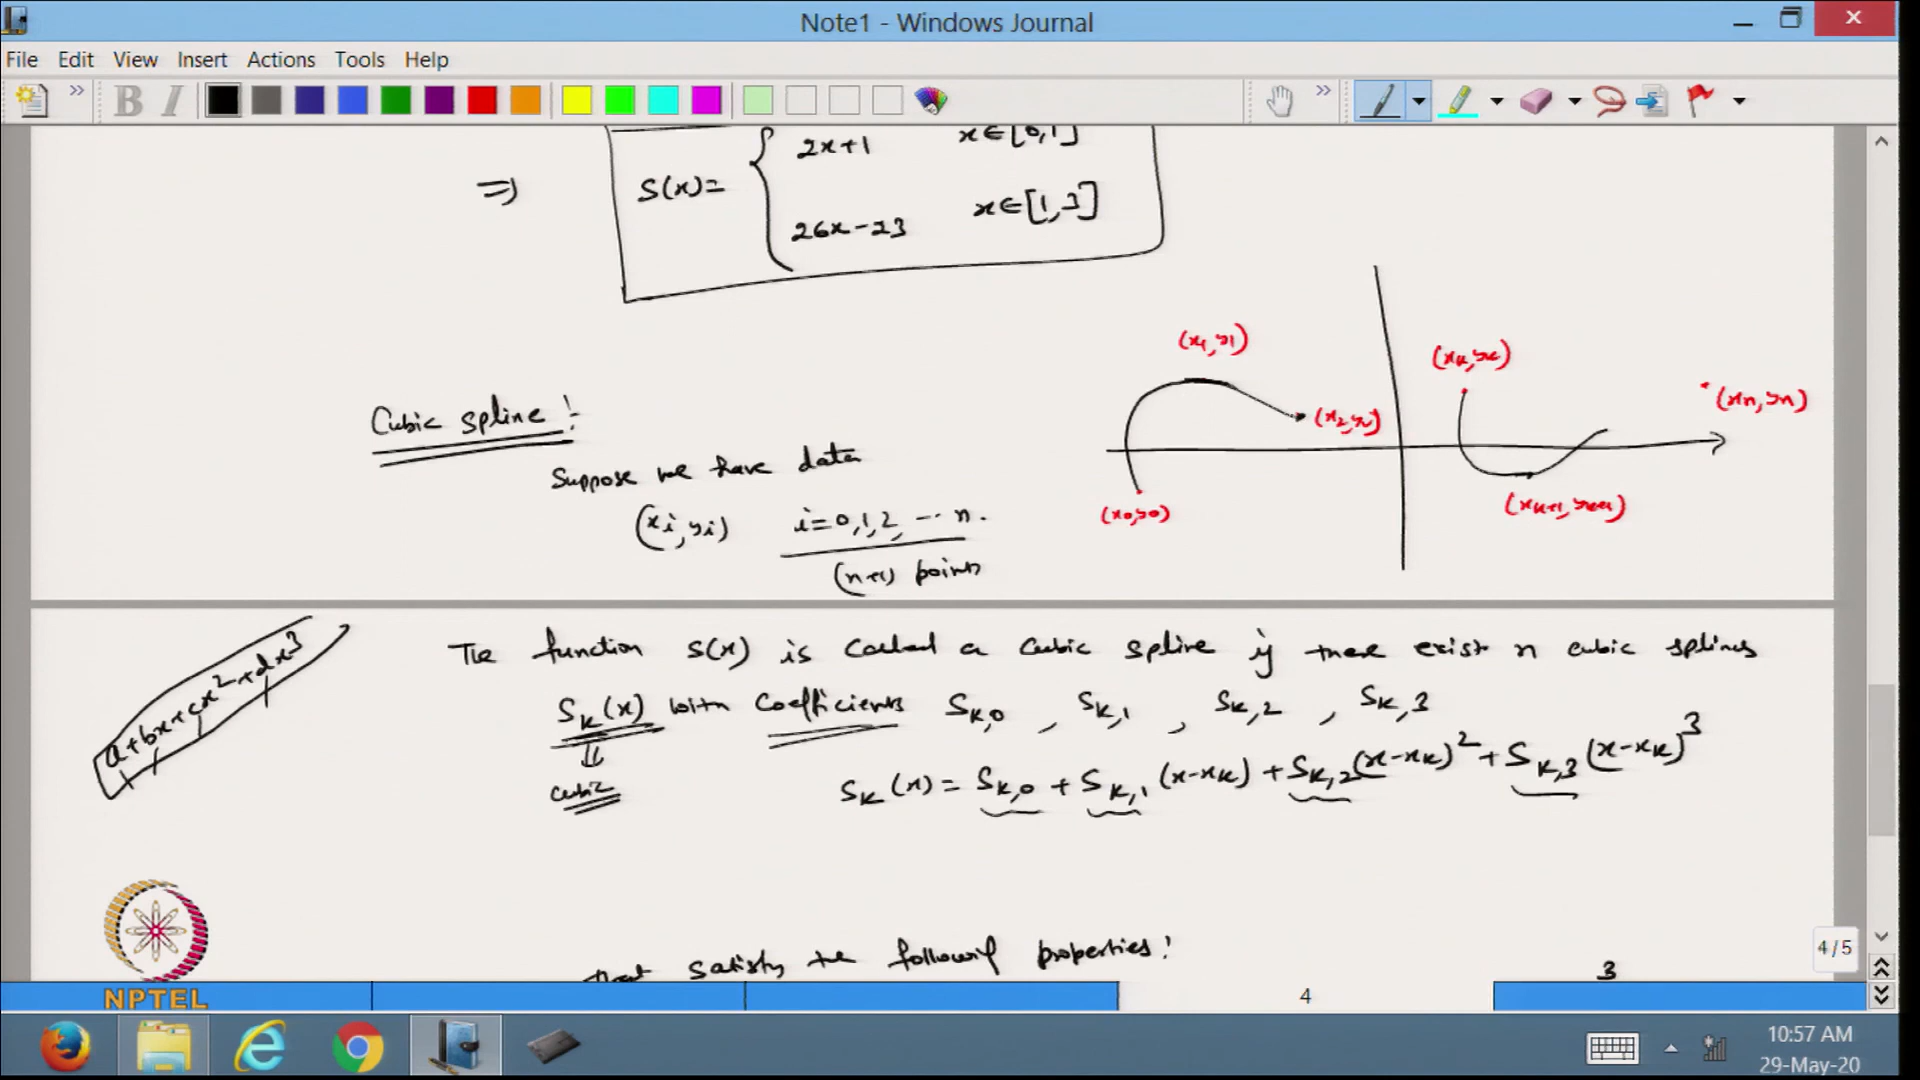 Note1 - Windows Journal
File Edit View Insert Actions Tools Help
B I
2x+1 x∈[0,1]
⇒ S(x)=
26x-23 x∈[1,3]
(x1,y1)
(xk,yk)
(xn,yn)
(x2,y2)
Cubic spline!
Suppose we have data
(xi,yi) i=0,1,2, ... n.
(x0,y0)
(xk+1,yk+1)
(n+1) points
a+bx+cx²+dx³
The function S(x) is called a cubic spline if there exist n cubic splines
Sk(x) with coefficients Sk,0 , Sk,1 , Sk,2 , Sk,3
⇓
cubic
Sk(x) = Sk,0 + Sk,1 (x-xk) + Sk,2 (x-xk)² + Sk,3 (x-xk)³
that satisfy the following properties!
3
4/5
NPTEL
4
10:57 AM
29-May-20